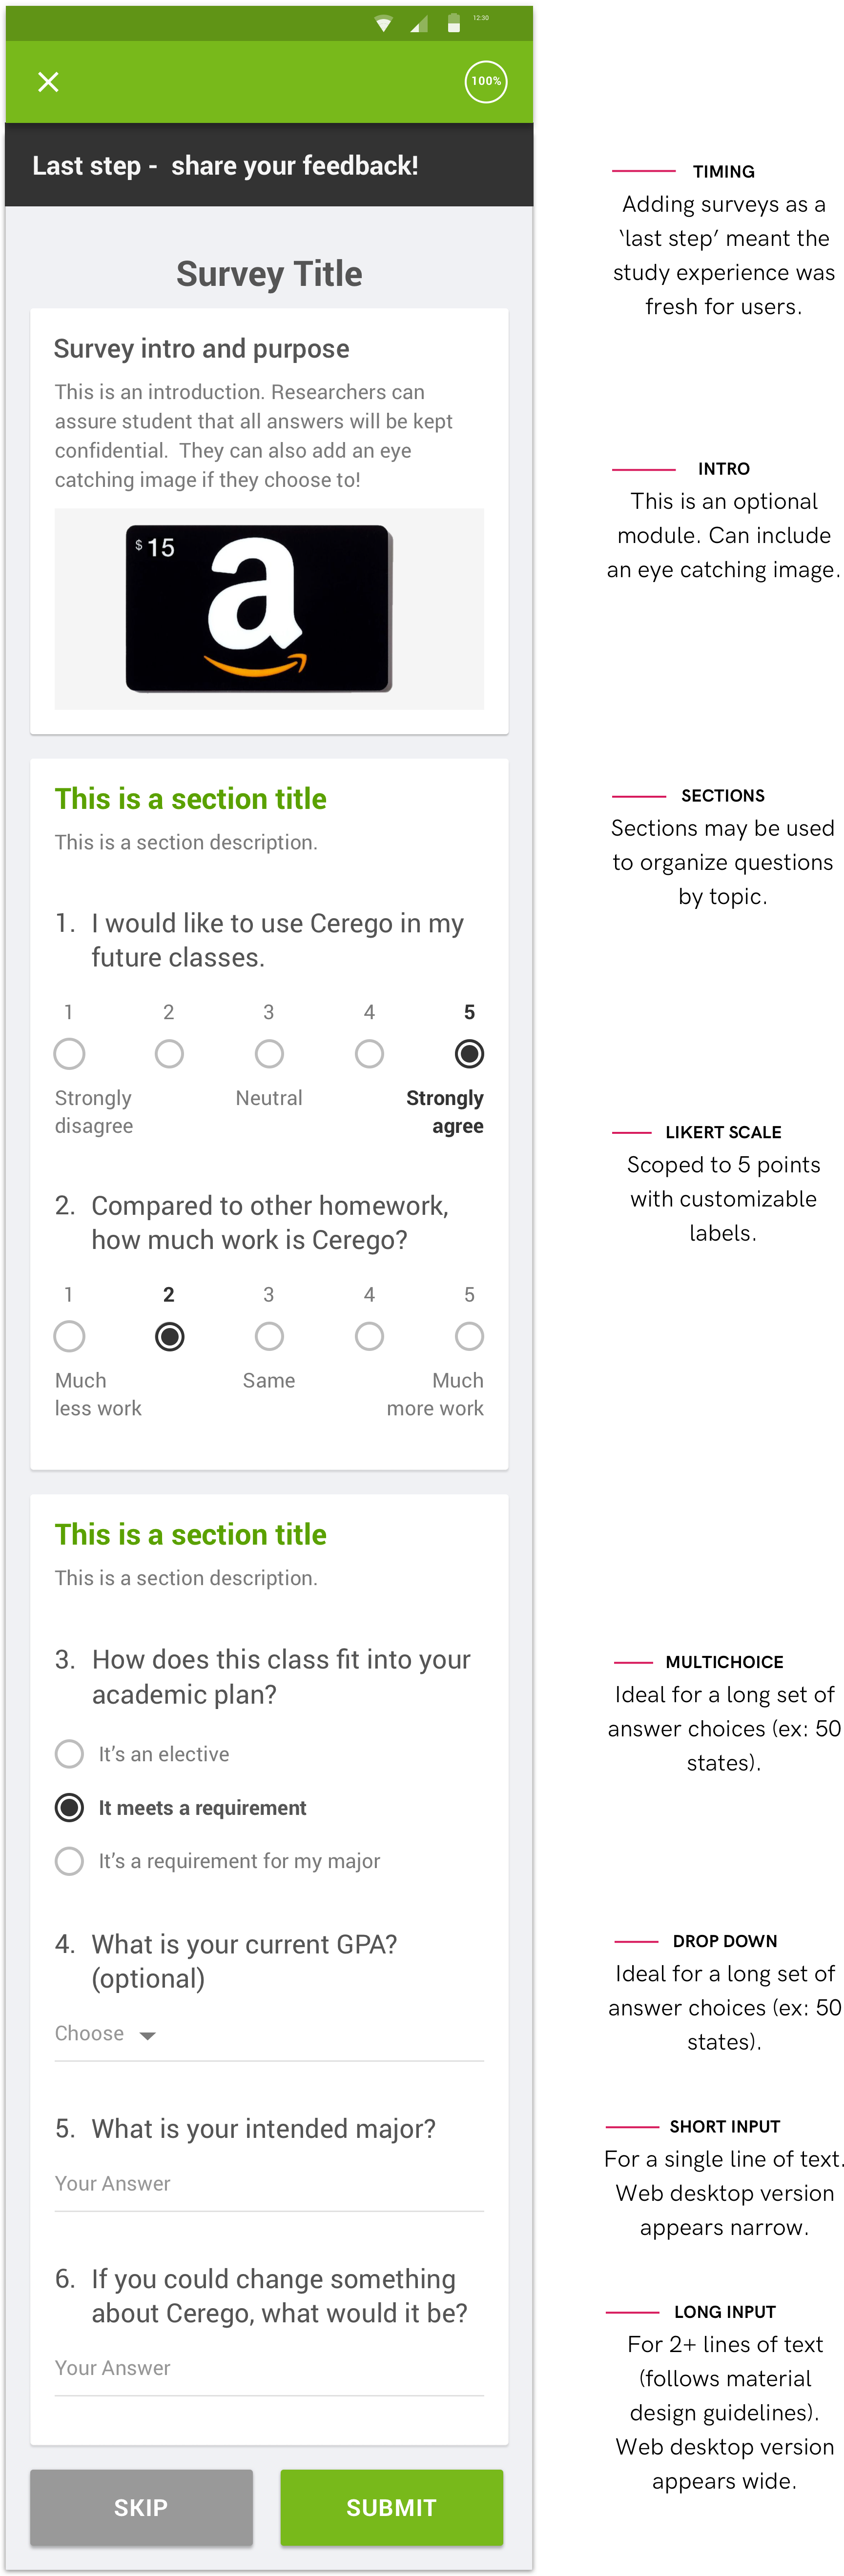 12:30
100%
Last step -  share your feedback!
Survey Title
Survey intro and purpose
This is an introduction. Researchers can
assure student that all answers will be kept
confidential.  They can also add an eye
catching image if they choose to!
$15
a
This is a section title
This is a section description.
1. I would like to use Cerego in my
future classes.
1 2 3 4 5
Strongly
disagree
Neutral
Strongly
agree
2. Compared to other homework,
how much work is Cerego?
1 2 3 4 5
Much
less work
Same
Much
more work
This is a section title
This is a section description.
3. How does this class fit into your
academic plan?
It's an elective
It meets a requirement
It's a requirement for my major
4. What is your current GPA?
(optional)
Choose
5. What is your intended major?
Your Answer
6. If you could change something
about Cerego, what would it be?
Your Answer
SKIP
SUBMIT
TIMING
Adding surveys as a
‘last step’ meant the
study experience was
fresh for users.
INTRO
This is an optional
module. Can include
an eye catching image.
SECTIONS
Sections may be used
to organize questions
by topic.
LIKERT SCALE
Scoped to 5 points
with customizable
labels.
MULTICHOICE
Ideal for a long set of
answer choices (ex: 50
states).
DROP DOWN
Ideal for a long set of
answer choices (ex: 50
states).
SHORT INPUT
For a single line of text.
Web desktop version
appears narrow.
LONG INPUT
For 2+ lines of text
(follows material
design guidelines).
Web desktop version
appears wide.